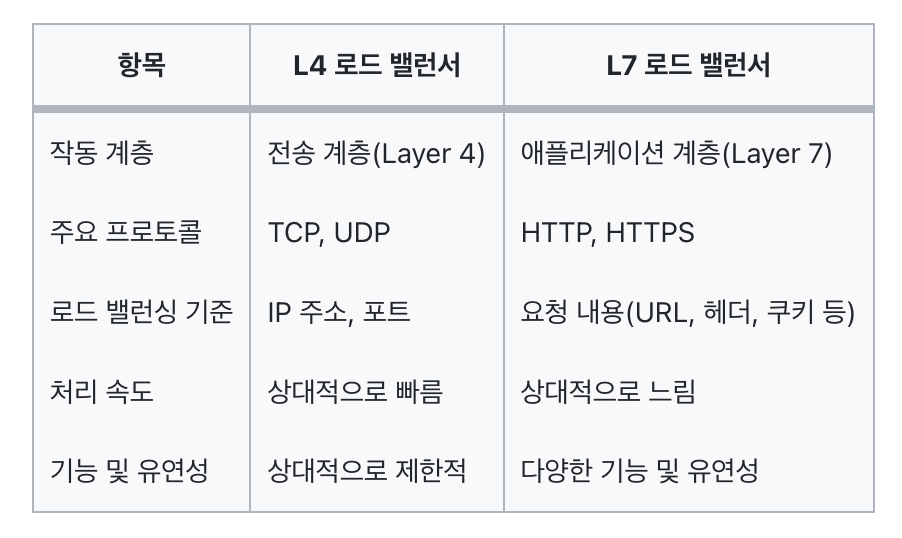 항목 L4 로드 밸런서 L7 로드 밸런서
작동 계층 전송 계층(Layer 4) 애플리케이션 계층(Layer 7)
주요 프로토콜 TCP, UDP HTTP, HTTPS
로드 밸런싱 기준 IP 주소, 포트 요청 내용(URL, 헤더, 쿠키 등)
처리 속도 상대적으로 빠름 상대적으로 느림
기능 및 유연성 상대적으로 제한적 다양한 기능 및 유연성